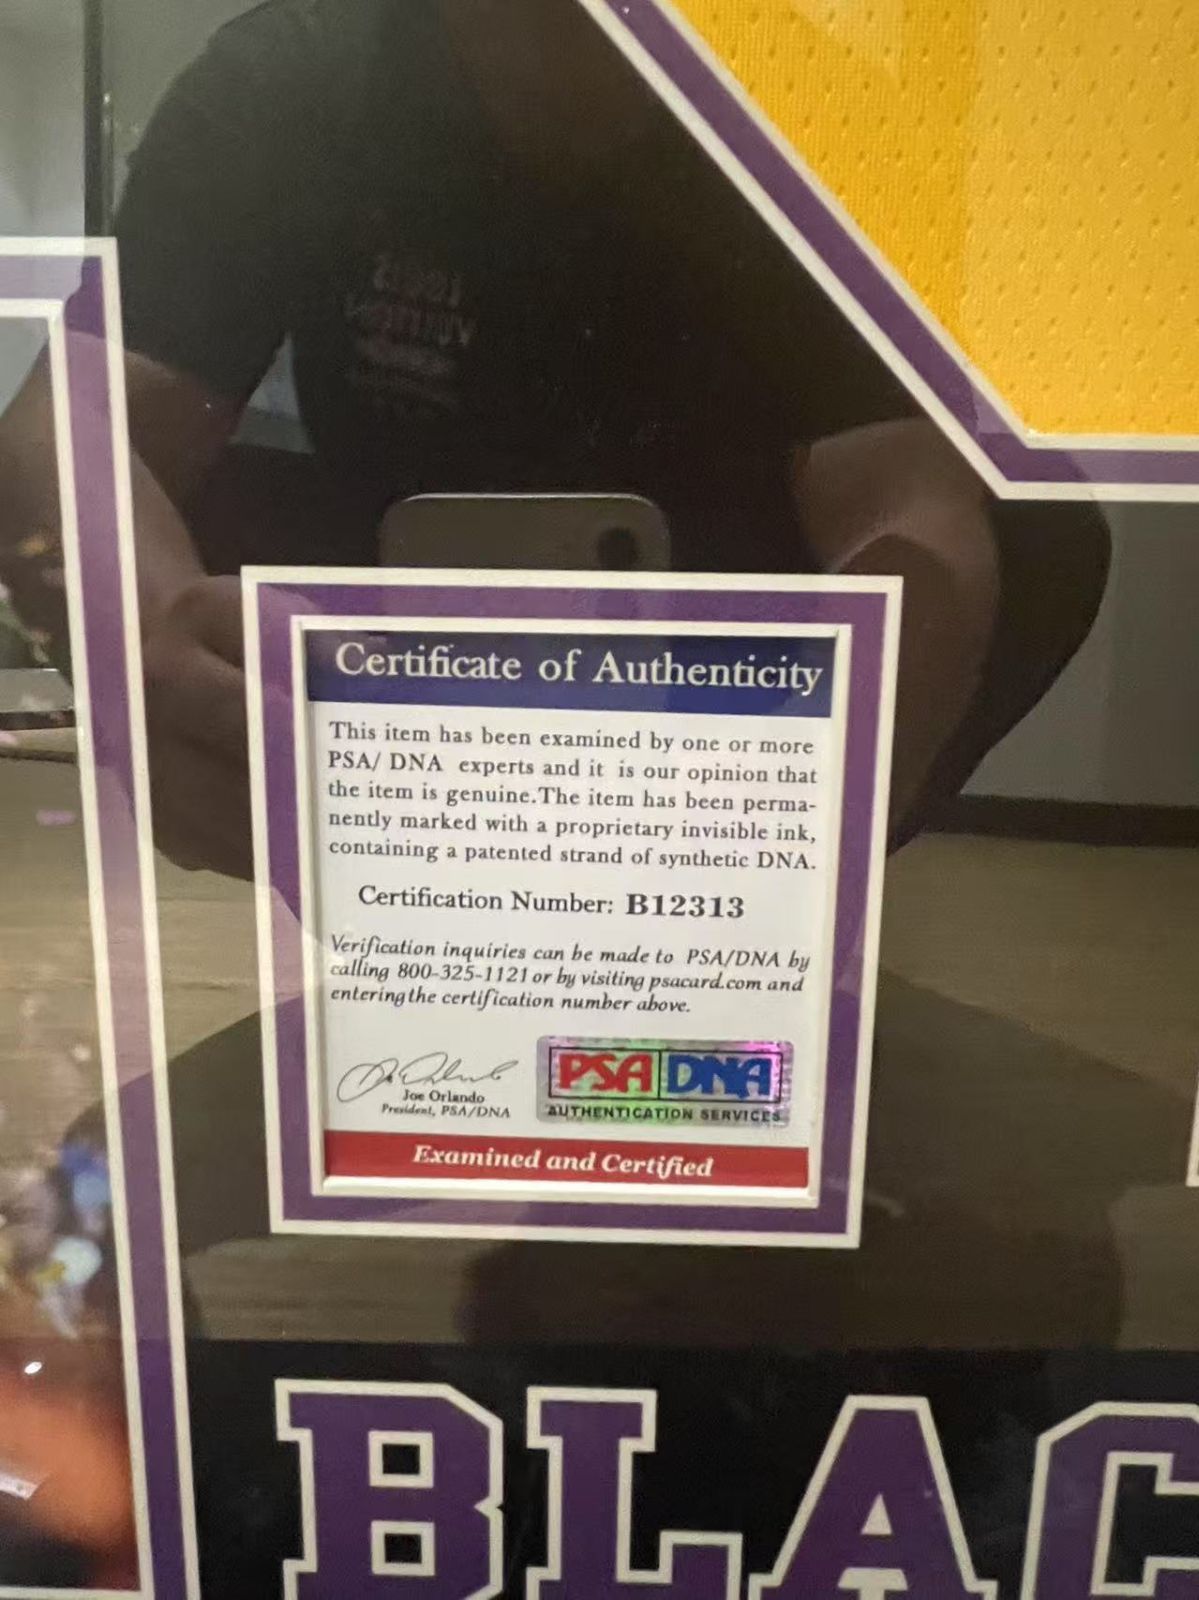 Certificate of Authenticity
This item has been examined by one or more
PSA/ DNA experts and it is our opinion that
the item is genuine.The item has been perma-
nently marked with a proprietary invisible ink,
containing a patented strand of synthetic DNA.
Certification Number: B12313
Verification inquiries can be made to PSA/DNA by
calling 800-325-1121 or by visiting psacard.com and
entering the certification number above.
Joe Orlando
President, PSA/DNA
PSA DNA
AUTHENTICATION SERVICES
Examined and Certified
BLAC